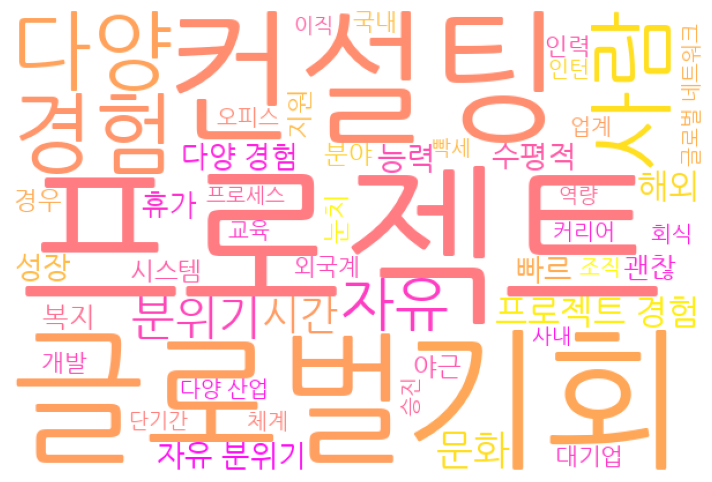 이직
국내
다양
컨설팅
사람
인력
인턴
글로벌 네트워크
경험
오피스
지원
업계
다양 경험
분야
능력
빡세
수평적
해외
경우
휴가
프로세스
역량
프로젝트
교육
눈치
커리어
회식
성장
시스템
외국계
빠르
조직
괜찮
복지
분위기
시간
자유
프로젝트 경험
사내
글로벌
기회
개발
다양 산업
야근
승진
단기간
체계
자유 분위기
문화
대기업